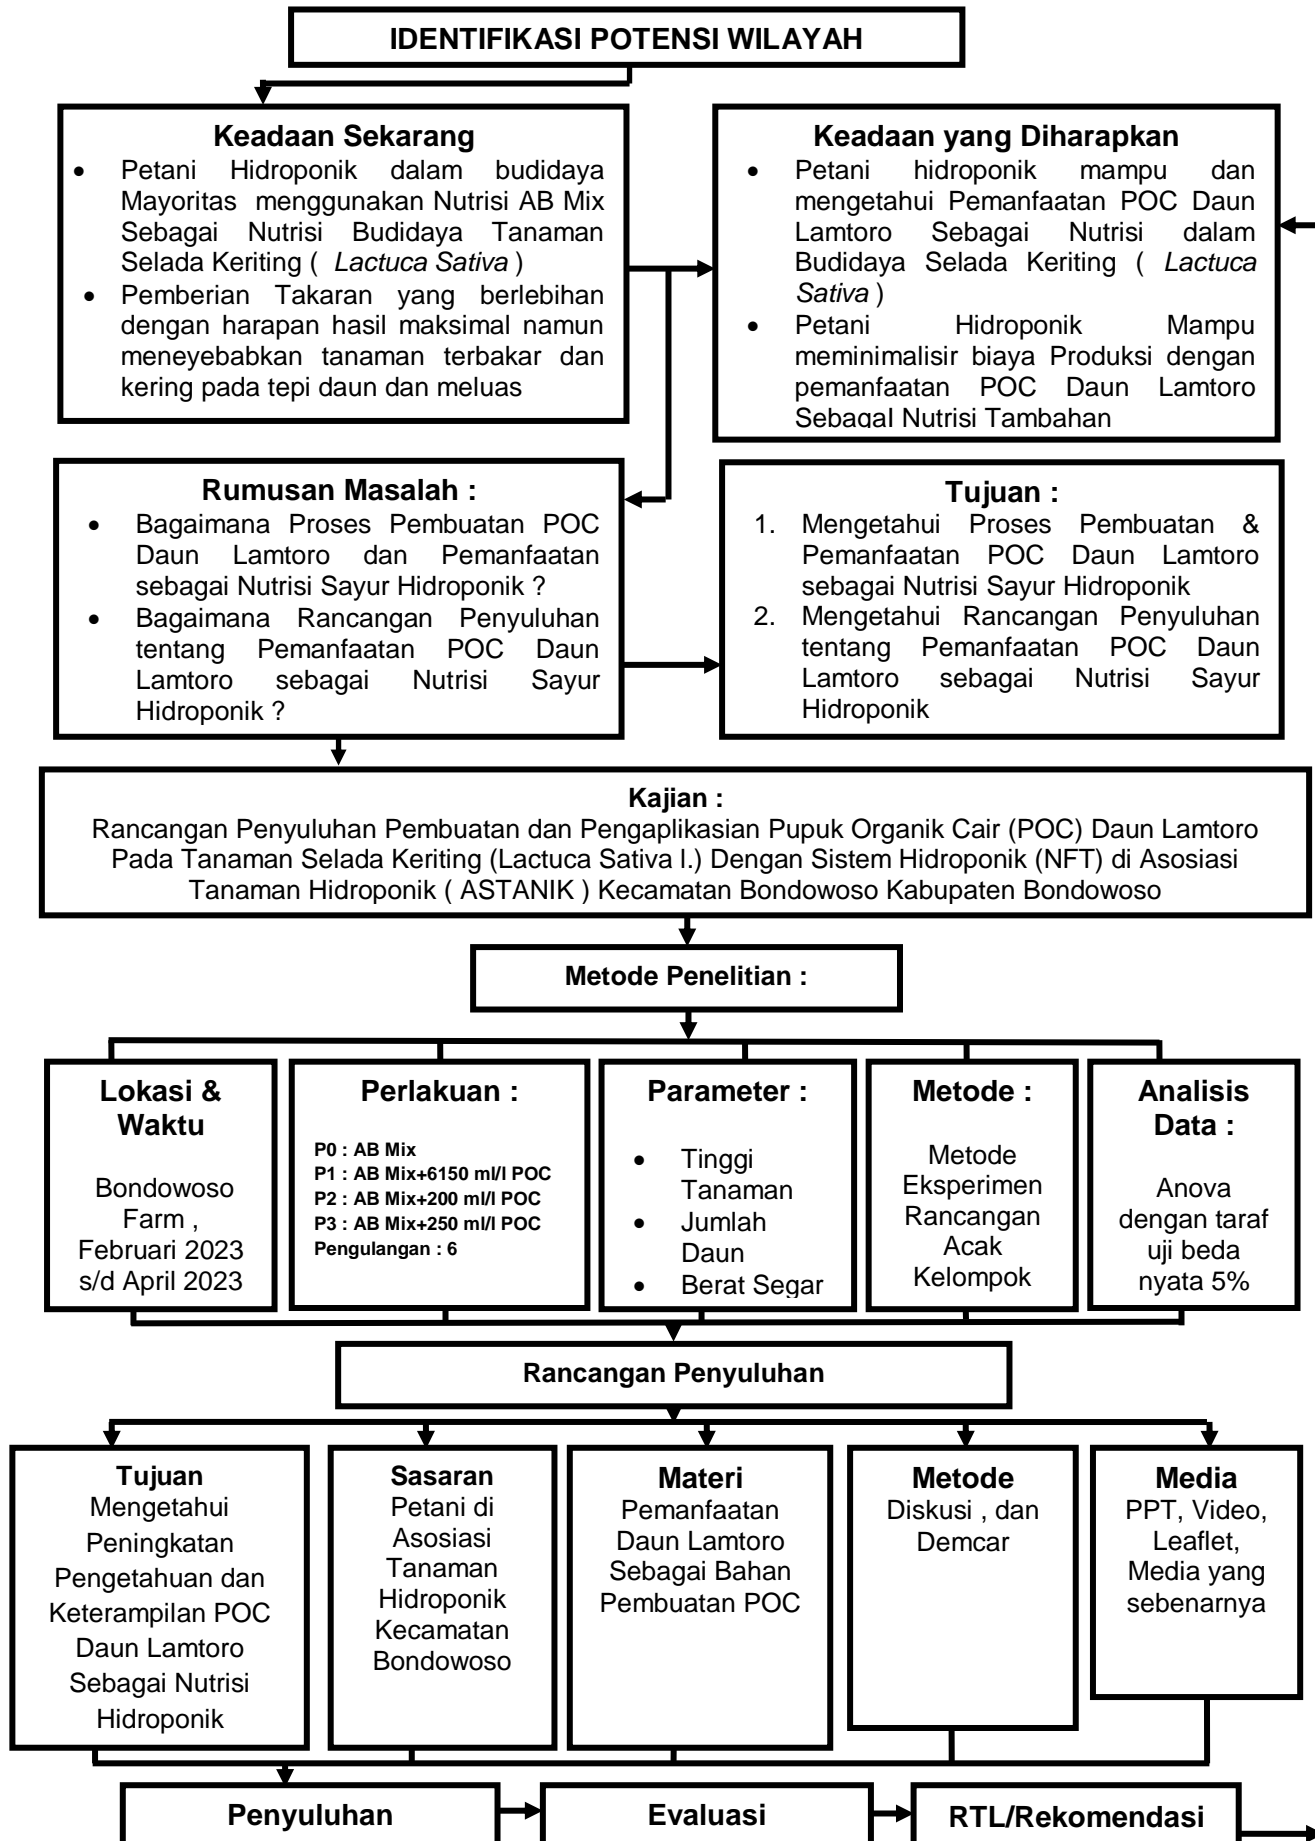 IDENTIFIKASI POTENSI WILAYAH
Keadaan Sekarang
• Petani Hidroponik dalam budidaya
Mayoritas menggunakan Nutrisi AB Mix
Sebagai Nutrisi Budidaya Tanaman
Selada Keriting ( Lactuca Sativa )
• Pemberian Takaran yang berlebihan
dengan harapan hasil maksimal namun
meneyebabkan tanaman terbakar dan
kering pada tepi daun dan meluas
Keadaan yang Diharapkan
• Petani hidroponik mampu dan
mengetahui Pemanfaatan POC Daun
Lamtoro Sebagai Nutrisi dalam
Budidaya Selada Keriting ( Lactuca
Sativa )
• Petani Hidroponik Mampu
meminimalisir biaya Produksi dengan
pemanfaatan POC Daun Lamtoro
SebagaI Nutrisi Tambahan
Rumusan Masalah :
• Bagaimana Proses Pembuatan POC
Daun Lamtoro dan Pemanfaatan
sebagai Nutrisi Sayur Hidroponik ?
• Bagaimana Rancangan Penyuluhan
tentang Pemanfaatan POC Daun
Lamtoro sebagai Nutrisi Sayur
Hidroponik ?
Tujuan :
1. Mengetahui Proses Pembuatan &
Pemanfaatan POC Daun Lamtoro
sebagai Nutrisi Sayur Hidroponik
2. Mengetahui Rancangan Penyuluhan
tentang Pemanfaatan POC Daun
Lamtoro sebagai Nutrisi Sayur
Hidroponik
Kajian :
Rancangan Penyuluhan Pembuatan dan Pengaplikasian Pupuk Organik Cair (POC) Daun Lamtoro
Pada Tanaman Selada Keriting (Lactuca Sativa l.) Dengan Sistem Hidroponik (NFT) di Asosiasi
Tanaman Hidroponik ( ASTANIK ) Kecamatan Bondowoso Kabupaten Bondowoso
Metode Penelitian :
Lokasi &
Waktu
Bondowoso
Farm ,
Februari 2023
s/d April 2023
Perlakuan :
P0 : AB Mix
P1 : AB Mix+6150 ml/l POC
P2 : AB Mix+200 ml/l POC
P3 : AB Mix+250 ml/l POC
Pengulangan : 6
Parameter :
• Tinggi
Tanaman
• Jumlah
Daun
• Berat Segar
Metode :
Metode
Eksperimen
Rancangan
Acak
Kelompok
Analisis
Data :
Anova
dengan taraf
uji beda
nyata 5%
Rancangan Penyuluhan
Tujuan
Mengetahui
Peningkatan
Pengetahuan dan
Keterampilan POC
Daun Lamtoro
Sebagai Nutrisi
Hidroponik
Sasaran
Petani di
Asosiasi
Tanaman
Hidroponik
Kecamatan
Bondowoso
Materi
Pemanfaatan
Daun Lamtoro
Sebagai Bahan
Pembuatan POC
Metode
Diskusi , dan
Demcar
Media
PPT, Video,
Leaflet,
Media yang
sebenarnya
Penyuluhan
Evaluasi
RTL/Rekomendasi